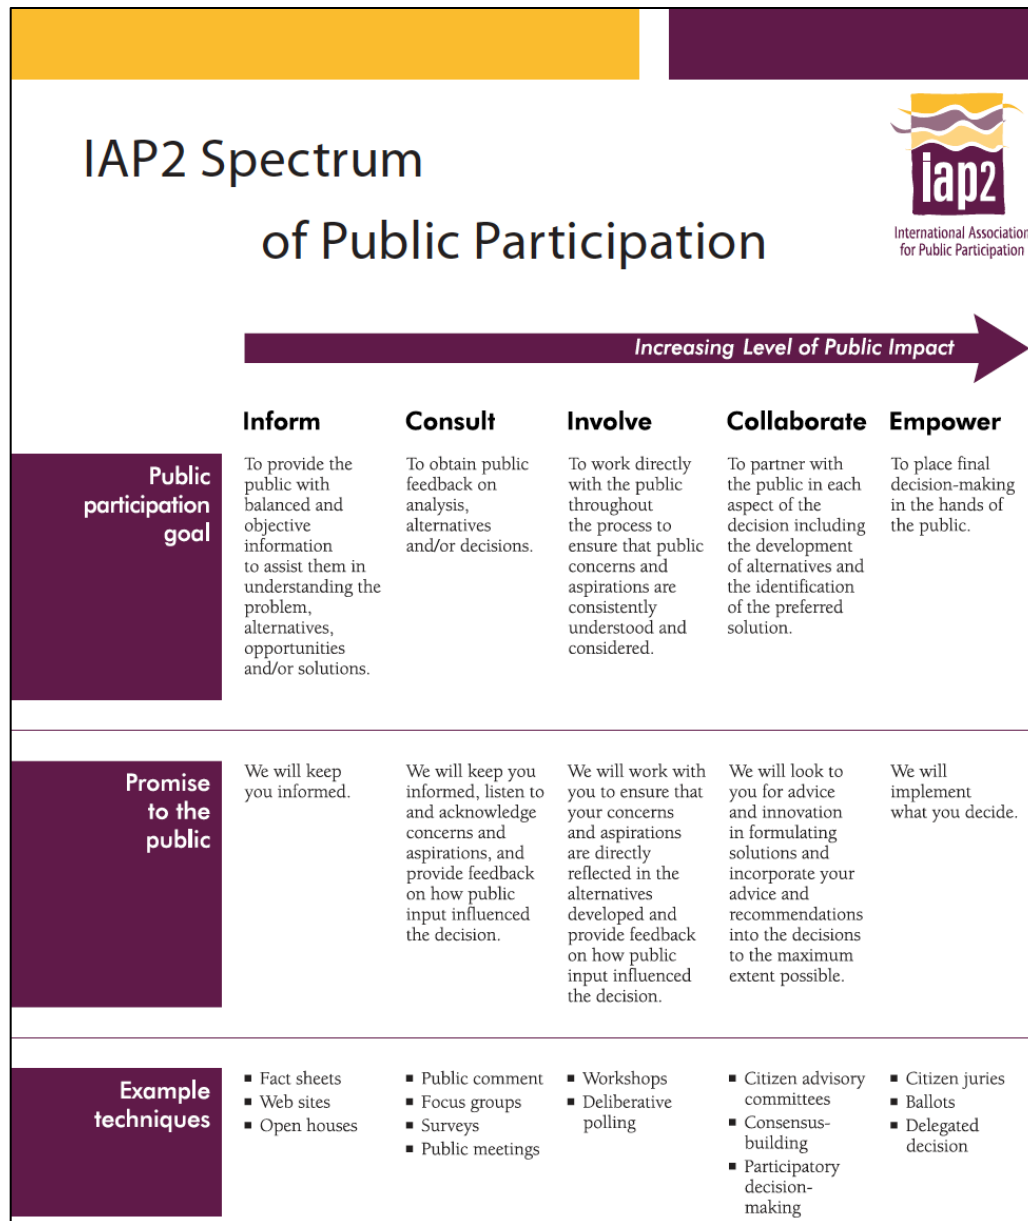 IAP2 Spectrum
of Public Participation
iap2
International Association
for Public Participation
Increasing Level of Public Impact
Inform
Consult
Involve
Collaborate
Empower
Public
participation
goal
To provide the
public with
balanced and
objective
information
to assist them in
understanding the
problem,
alternatives,
opportunities
and/or solutions.
To obtain public
feedback on
analysis,
alternatives
and/or decisions.
To work directly
with the public
throughout
the process to
ensure that public
concerns and
aspirations are
consistently
understood and
considered.
To partner with
the public in each
aspect of the
decision including
the development
of alternatives and
the identification
of the preferred
solution.
To place final
decision-making
in the hands of
the public.
Promise
to the
public
We will keep
you informed.
We will keep you
informed, listen to
and acknowledge
concerns and
aspirations, and
provide feedback
on how public
input influenced
the decision.
We will work with
you to ensure that
your concerns
and aspirations
are directly
reflected in the
alternatives
developed and
provide feedback
on how public
input influenced
the decision.
We will look to
you for advice
and innovation
in formulating
solutions and
incorporate your
advice and
recommendations
into the decisions
to the maximum
extent possible.
We will
implement
what you decide.
Example
techniques
▪ Fact sheets
▪ Web sites
▪ Open houses
▪ Public comment
▪ Focus groups
▪ Surveys
▪ Public meetings
▪ Workshops
▪ Deliberative
polling
▪ Citizen advisory
committees
▪ Consensus-
building
▪ Participatory
decision-
making
▪ Citizen juries
▪ Ballots
▪ Delegated
decision